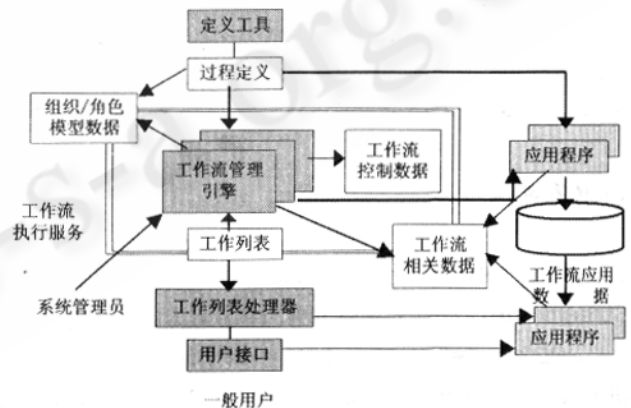 定义工具
过程定义
组织/角色
模型数据
工作流管理
引擎
工作流
控制数据
应用程序
工作流
执行服务
工作列表
工作流
相关数据
工作流应用
数 据
系统管理员
工作列表处理器
应用程序
用户接口
一般用户